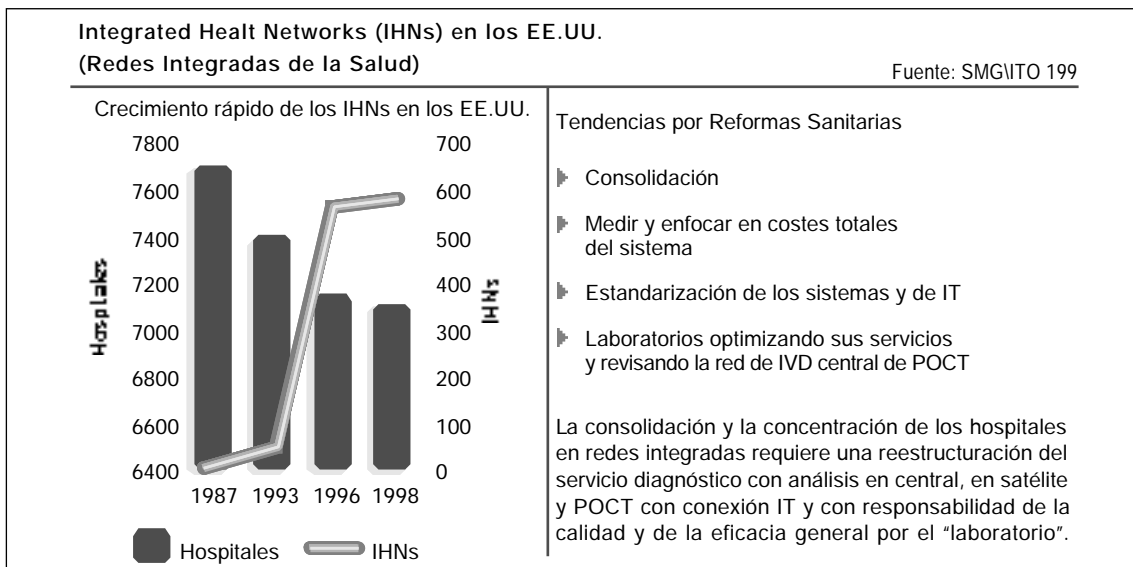 Integrated Healt Networks (IHNs) en los EE.UU.
(Redes Integradas de la Salud)
Fuente: SMG\ITO 199
Crecimiento rápido de los IHNs en los EE.UU.
7800
7600
7400
7200
7000
6800
6600
6400
Hospitales
700
600
500
400
300
200
100
0
IHNs
1987 1993 1996 1998
Hospitales IHNs
Tendencias por Reformas Sanitarias
Consolidación
Medir y enfocar en costes totales
del sistema
Estandarización de los sistemas y de IT
Laboratorios optimizando sus servicios
y revisando la red de IVD central de POCT
La consolidación y la concentración de los hospitales
en redes integradas requiere una reestructuración del
servicio diagnóstico con análisis en central, en satélite
y POCT con conexión IT y con responsabilidad de la
calidad y de la eficacia general por el “laboratorio”.